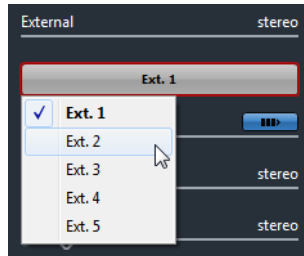 External stereo
Ext. 1
Ext. 1
Ext. 2
Ext. 3 stereo
Ext. 4
Ext. 5 stereo